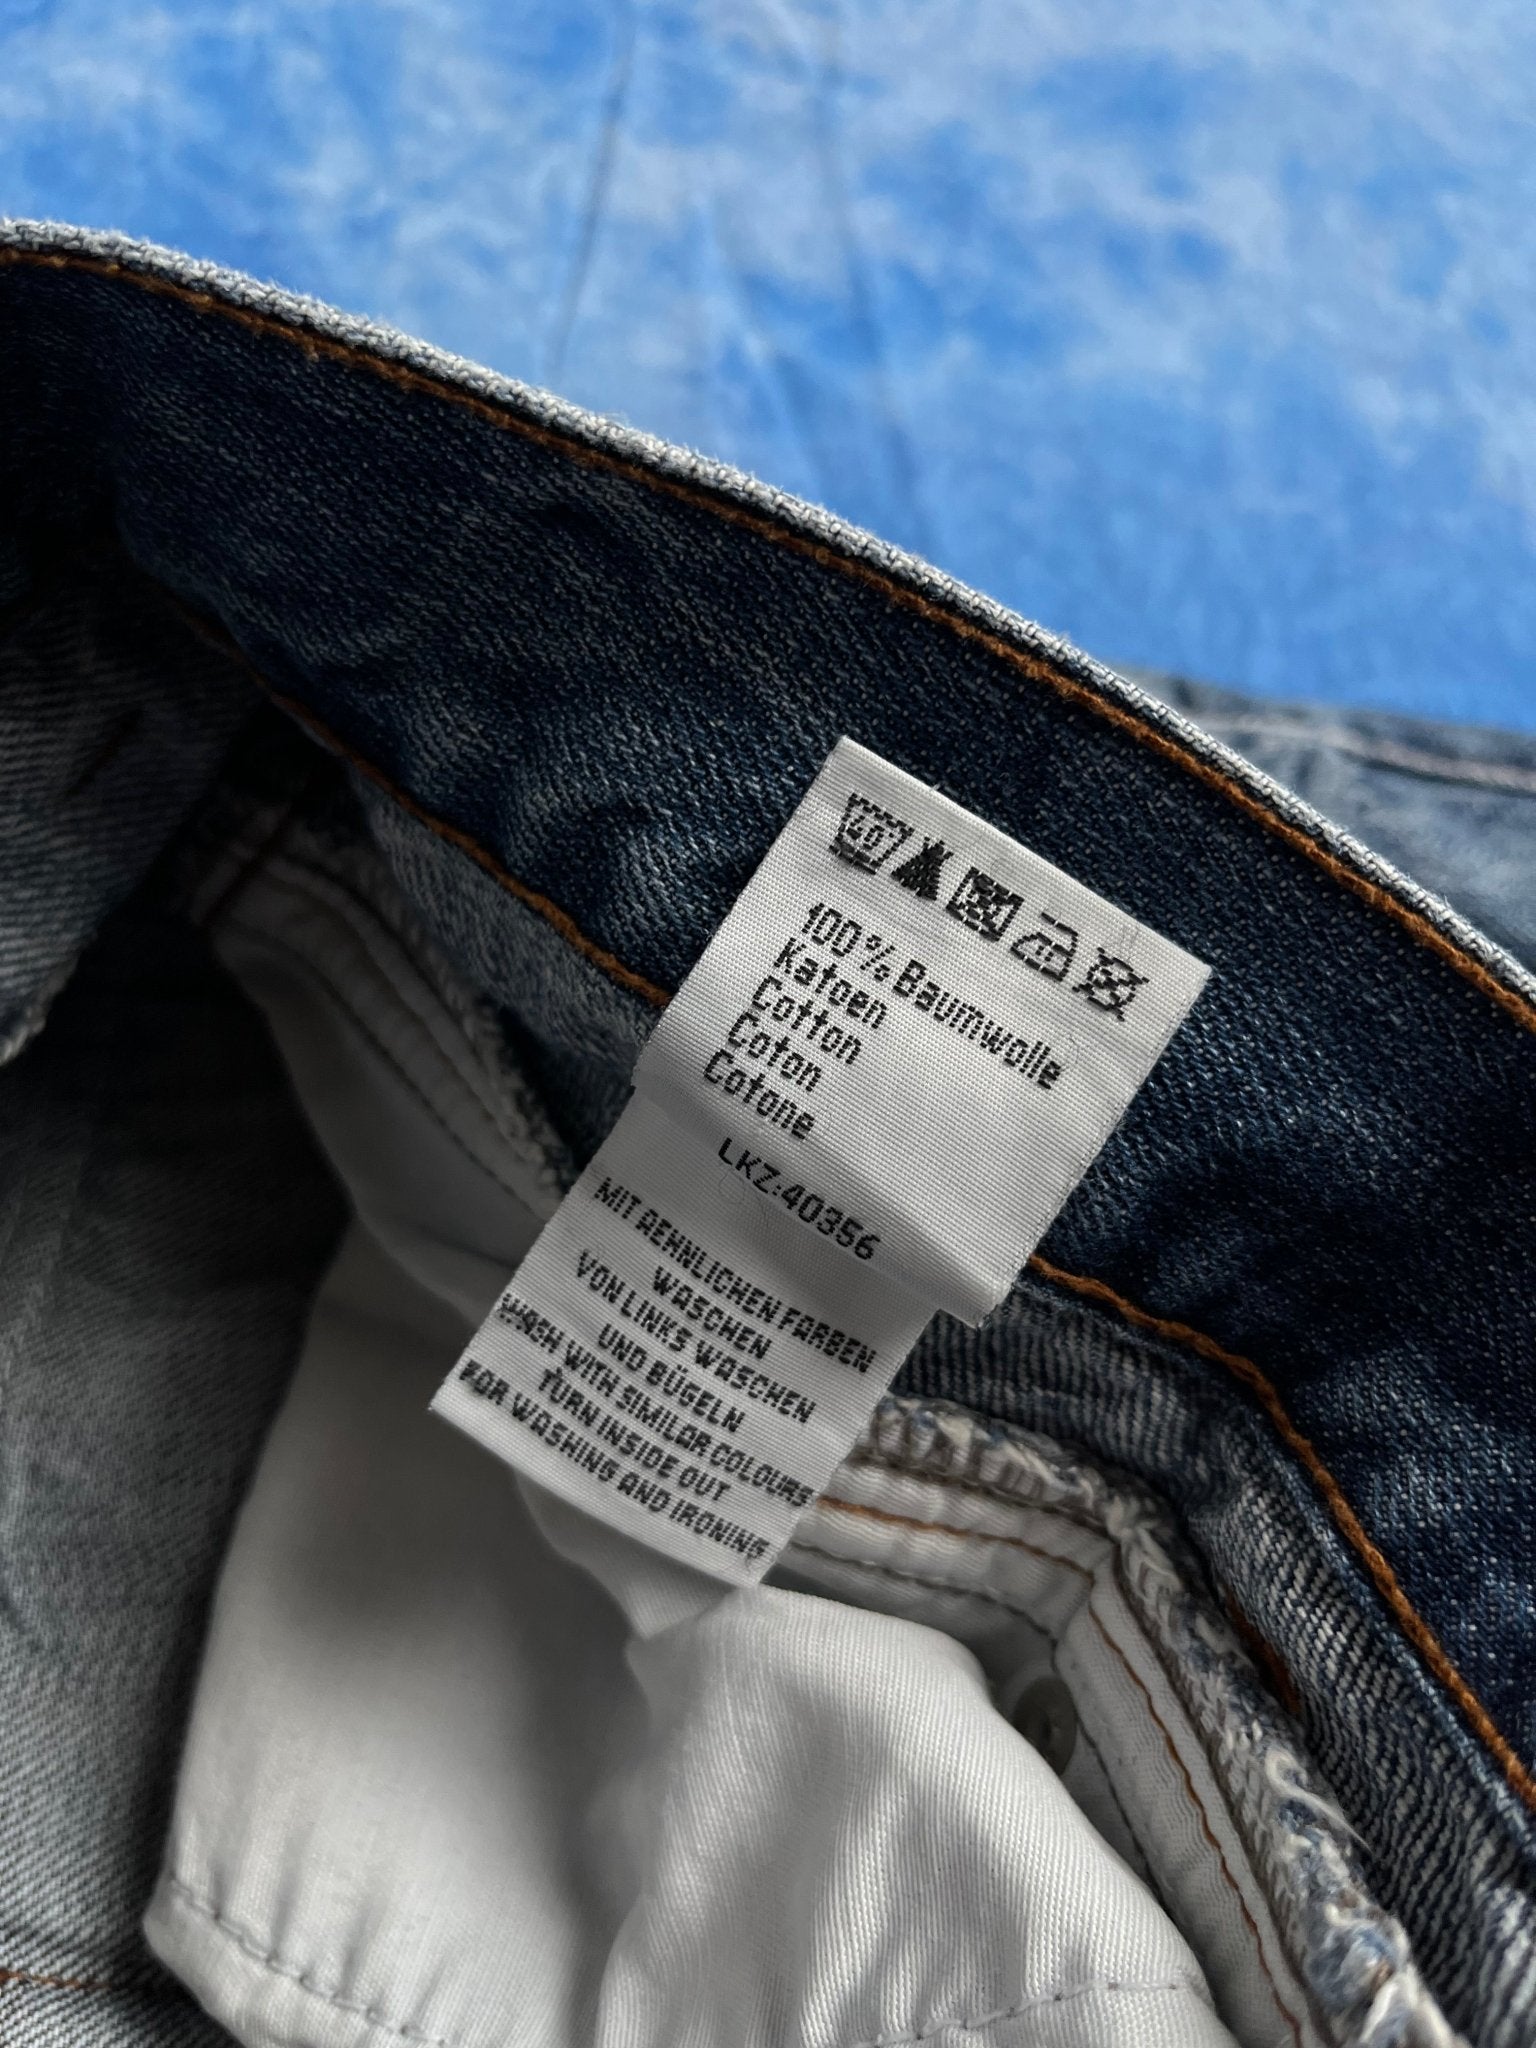 40
100% Baumwolle
Katoen
Cotton
Coton
Cotone
LKZ:40356
MIT AEHNLICHEN FARBEN
WASCHEN
VON LINKS WASCHEN
UND BÜGELN
WASH WITH SIMILAR COLOURS
TURN INSIDE OUT
FOR WASHING AND IRONING